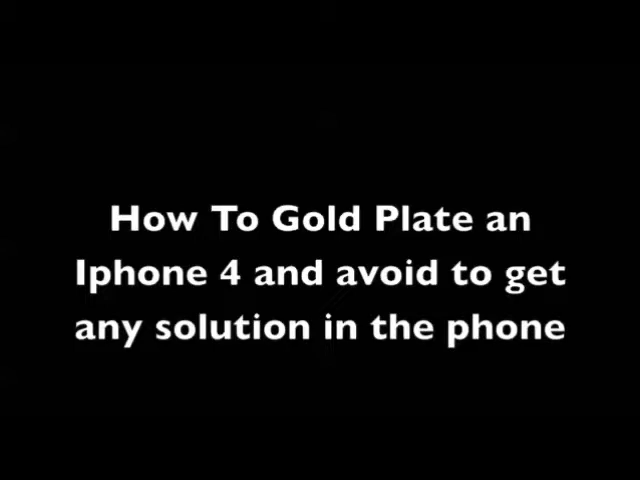 How To Gold Plate an
Iphone 4 and avoid to get
any solution in the phone